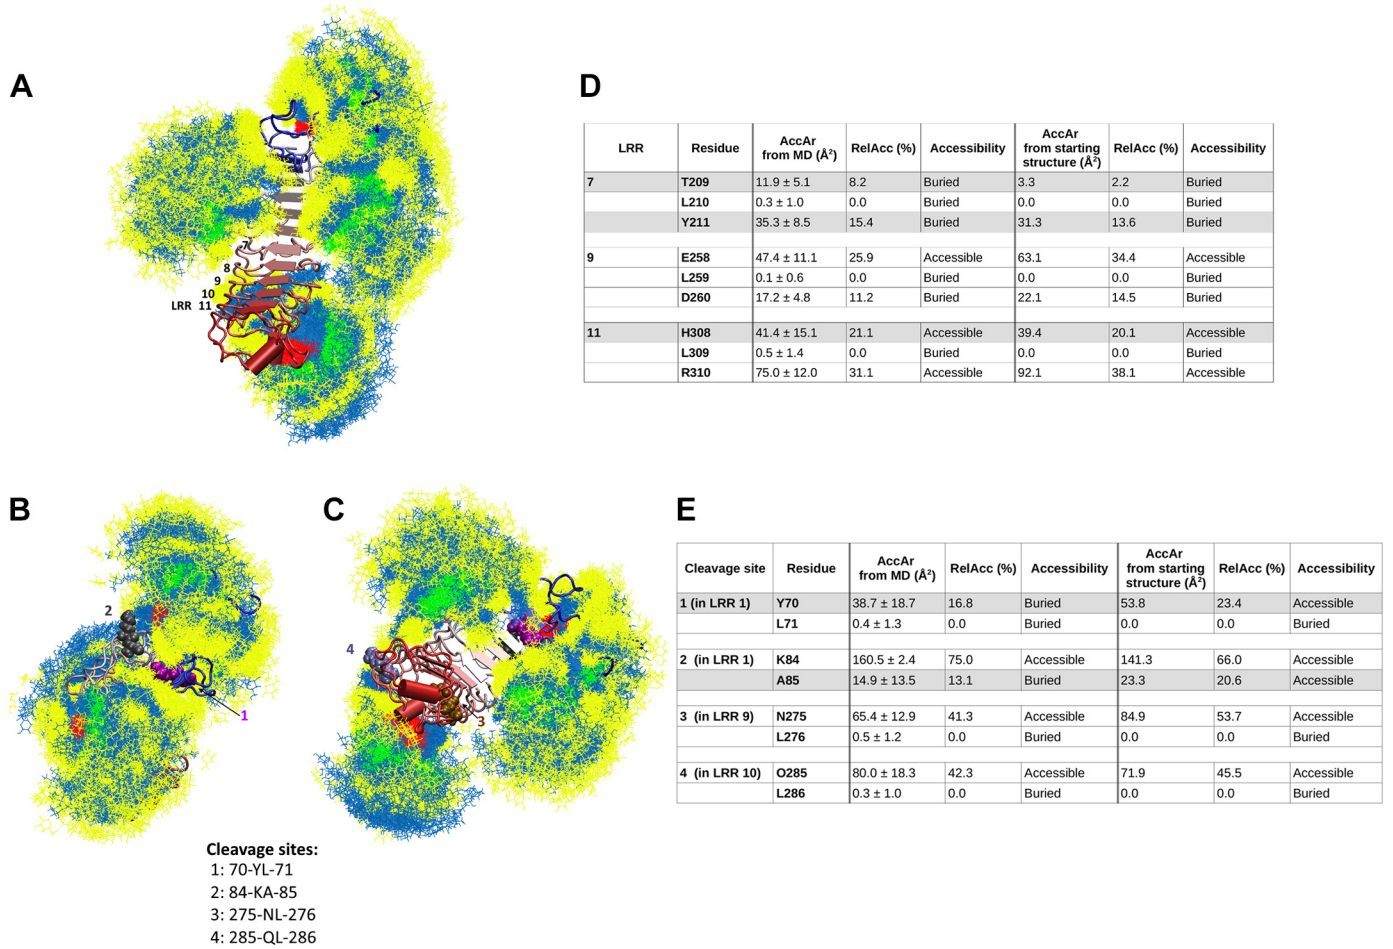 A
7
8
9
10
LRR 11
D
LRR Residue AccAr from MD (Å²) RelAcc (%) Accessibility AccAr from starting structure (Å²) RelAcc (%) Accessibility
7 T209 11.9 ± 5.1 8.2 Buried 3.3 2.2 Buried
L210 0.3 ± 1.0 0.0 Buried 0.0 0.0 Buried
Y211 35.3 ± 8.5 15.4 Buried 31.3 13.6 Buried
9 E258 47.4 ± 11.1 25.9 Accessible 63.1 34.4 Accessible
L259 0.1 ± 0.6 0.0 Buried 0.0 0.0 Buried
D260 17.2 ± 4.8 11.2 Buried 22.1 14.5 Buried
11 H308 41.4 ± 15.1 21.1 Accessible 39.4 20.1 Accessible
L309 0.5 ± 1.4 0.0 Buried 0.0 0.0 Buried
R310 75.0 ± 12.0 31.1 Accessible 92.1 38.1 Accessible
B
2
1
C
4
3
E
Cleavage site Residue AccAr from MD (Å²) RelAcc (%) Accessibility AccAr from starting structure (Å²) RelAcc (%) Accessibility
1 (in LRR 1) Y70 38.7 ± 18.7 16.8 Buried 53.8 23.4 Accessible
L71 0.4 ± 1.3 0.0 Buried 0.0 0.0 Buried
2 (in LRR 1) K84 160.5 ± 2.4 75.0 Accessible 141.3 66.0 Accessible
A85 14.9 ± 13.5 13.1 Buried 23.3 20.6 Accessible
3 (in LRR 9) N275 65.4 ± 12.9 41.3 Accessible 84.9 53.7 Accessible
L276 0.5 ± 1.2 0.0 Buried 0.0 0.0 Buried
4 (in LRR 10) O285 80.0 ± 18.3 42.3 Accessible 71.9 45.5 Accessible
L286 0.3 ± 1.0 0.0 Buried 0.0 0.0 Buried
Cleavage sites:
1: 70-YL-71
2: 84-KA-85
3: 275-NL-276
4: 285-QL-286